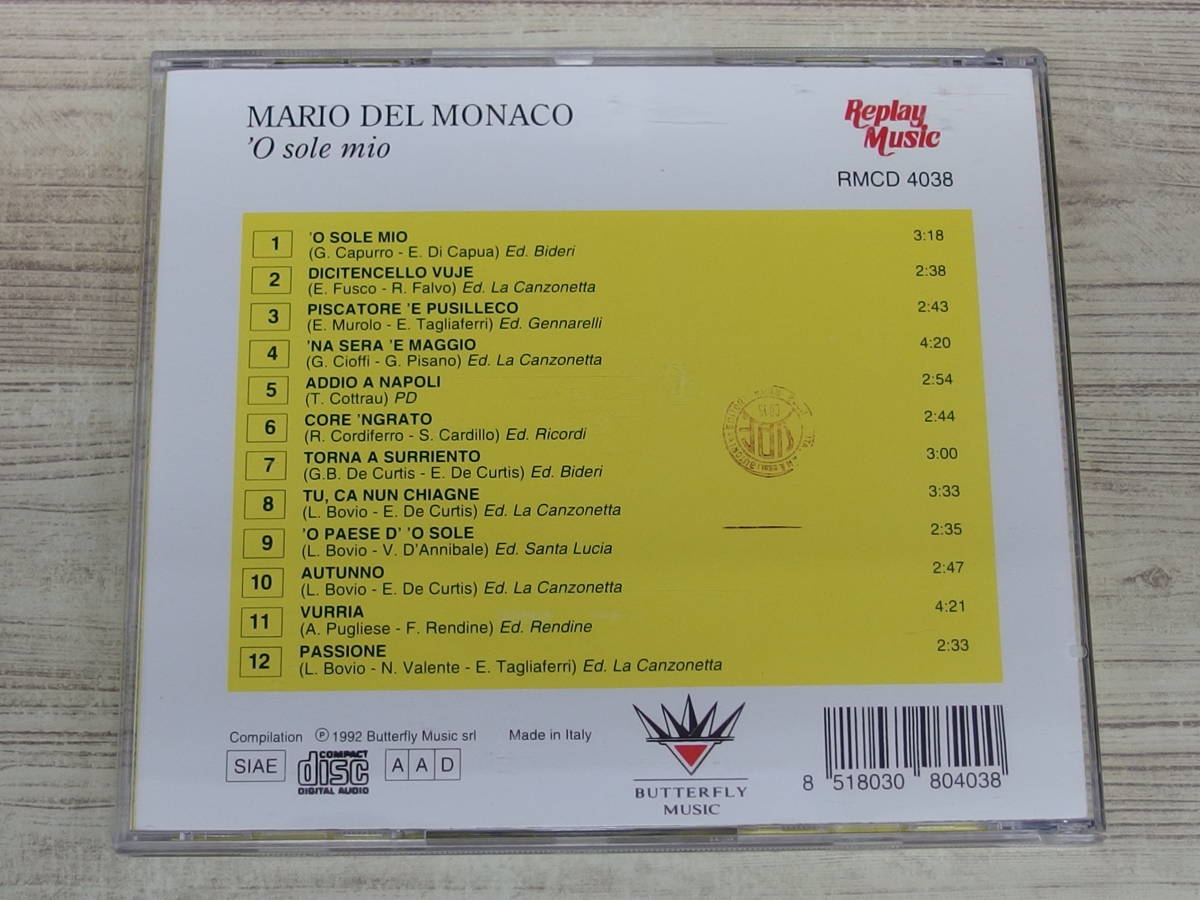 MARIO DEL MONACO
'O sole mio
Replay
Music
RMCD 4038
1 'O SOLE MIO 3:18
(G. Capurro - E. Di Capua) Ed. Bideri
2 DICITENCELLO VUJE 2:38
(E. Fusco - R. Falvo) Ed. La Canzonetta
3 PISCATORE 'E PUSILLECO 2:43
(E. Murolo - E. Tagliaferri) Ed. Gennarelli
4 'NA SERA 'E MAGGIO 4:20
(G. Cioffi - G. Pisano) Ed. La Canzonetta
5 ADDIO A NAPOLI 2:54
(T. Cottrau) PD
6 CORE 'NGRATO 2:44
(R. Cordiferro - S. Cardillo) Ed. Ricordi
7 TORNA A SURRIENTO 3:00
(G.B. De Curtis - E. De Curtis) Ed. Bideri
8 TU, CA NUN CHIAGNE 3:33
(L. Bovio - E. De Curtis) Ed. La Canzonetta
9 'O PAESE D' 'O SOLE 2:35
(L. Bovio - V. D'Annibale) Ed. Santa Lucia
10 AUTUNNO 2:47
(L. Bovio - E. De Curtis) Ed. La Canzonetta
11 VURRIA 4:21
(A. Pugliese - F. Rendine) Ed. Rendine
12 PASSIONE 2:33
(L. Bovio - N. Valente - E. Tagliaferri) Ed. La Canzonetta
Compilation ℗ 1992 Butterfly Music srl Made in Italy
SIAE
COMPACT
disc
DIGITAL AUDIO
A A D
BUTTERFLY
MUSIC
8 518030 804038